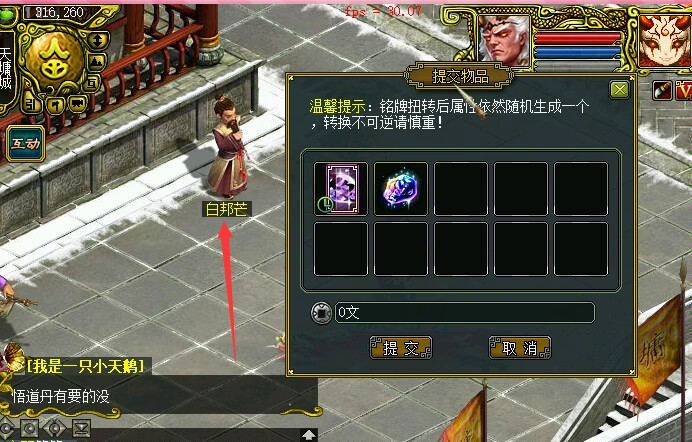 316,260
fps = 30.07
天墉城
互动
提交物品
温馨提示：铭牌扭转后属性依然随机生成一个
，转换不可逆请慎重！
白邦芒
0文
提 交
取 消
[我是一只小天鹅]
悟道丹有要的没